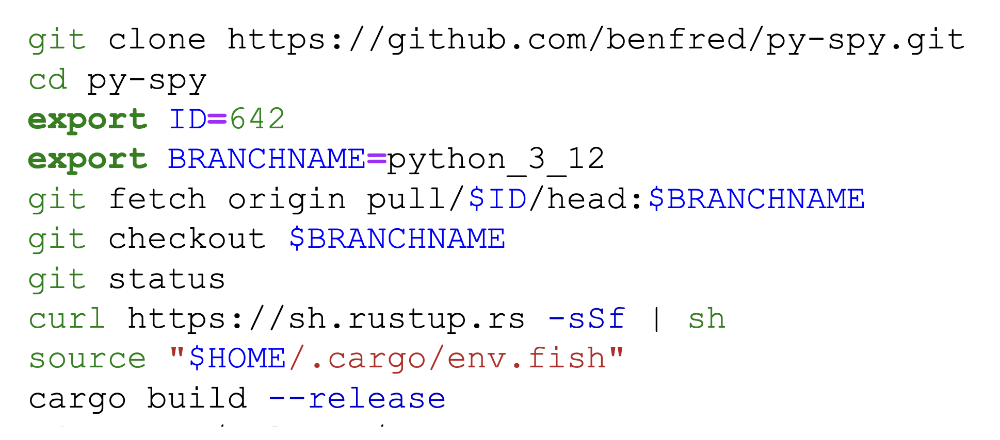 git clone https://github.com/benfred/py-spy.git
cd py-spy
export ID=642
export BRANCHNAME=python_3_12
git fetch origin pull/$ID/head:$BRANCHNAME
git checkout $BRANCHNAME
git status
curl https://sh.rustup.rs -sSf | sh
source "$HOME/.cargo/env.fish"
cargo build --release